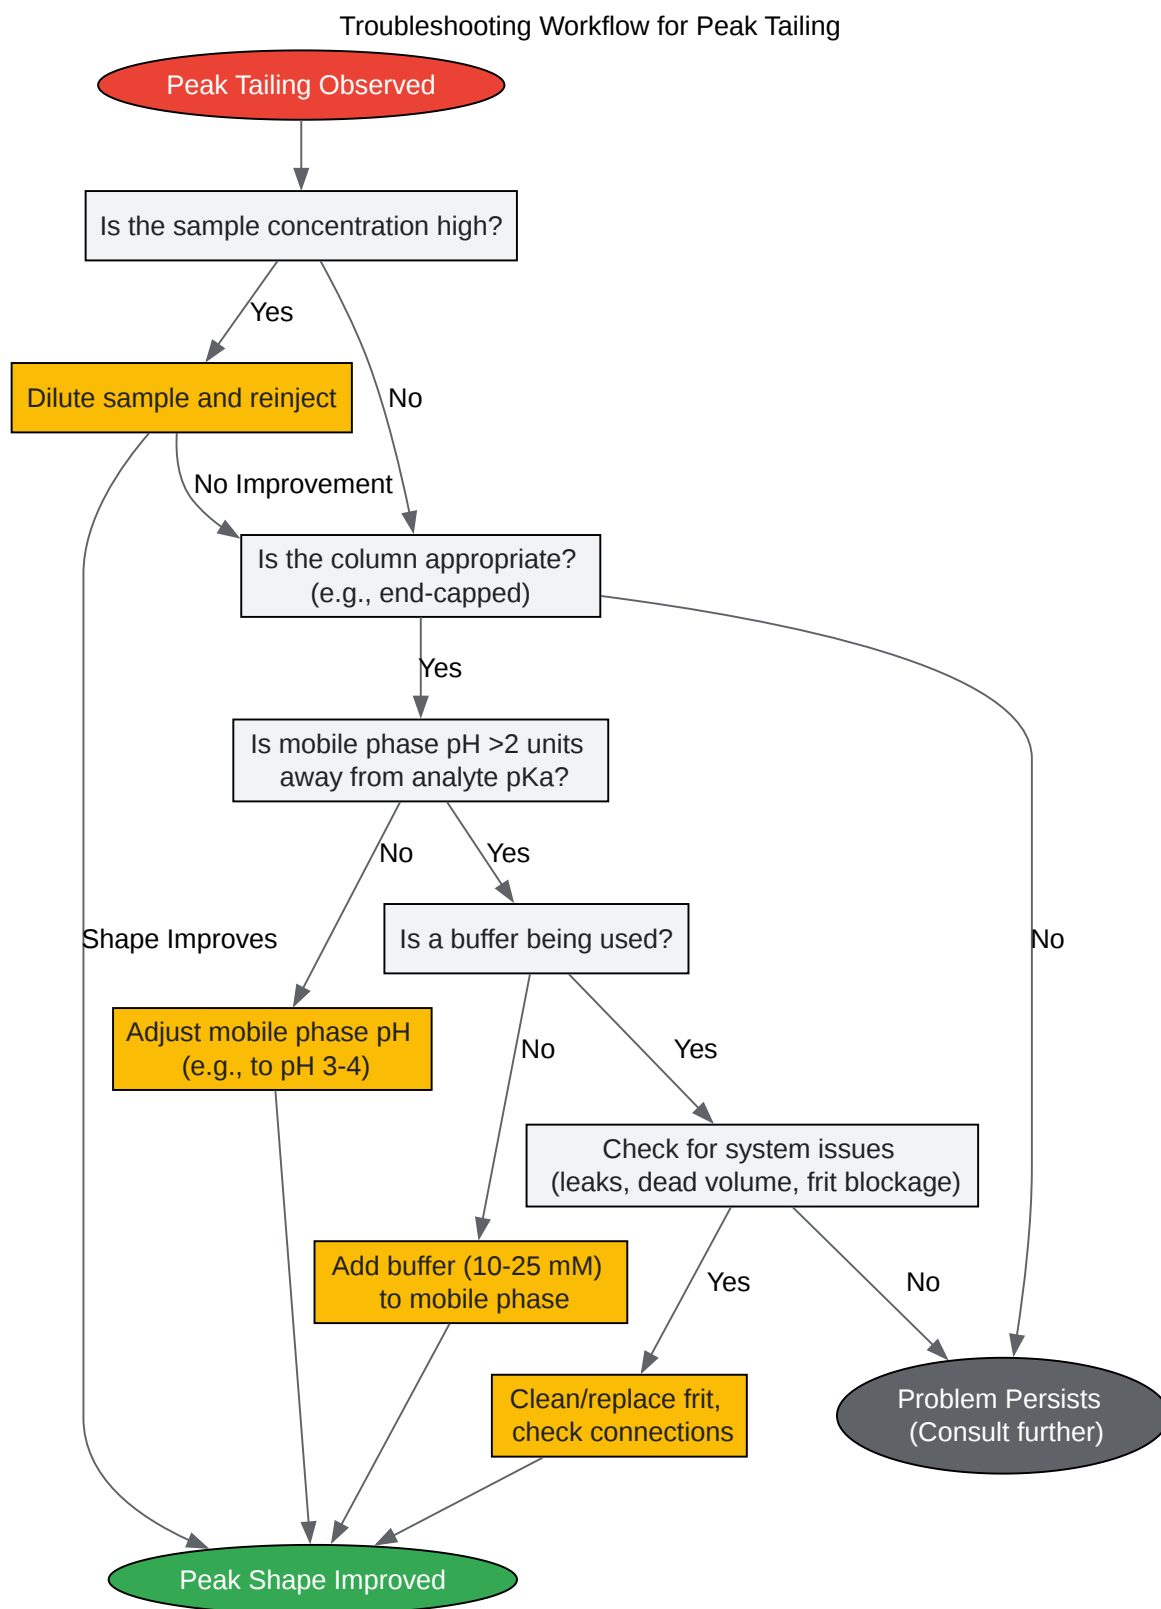 Troubleshooting Workflow for Peak Tailing
Peak Tailing Observed
Is the sample concentration high?
Yes
Dilute sample and reinject
No
No Improvement
Is the column appropriate?
(e.g., end-capped)
Yes
Is mobile phase pH >2 units
away from analyte pKa?
No
Yes
Shape Improves
Is a buffer being used?
No
Adjust mobile phase pH
(e.g., to pH 3-4)
No
Yes
Check for system issues
(leaks, dead volume, frit blockage)
Add buffer (10-25 mM)
to mobile phase
Yes
No
Clean/replace frit,
check connections
Problem Persists
(Consult further)
Peak Shape Improved